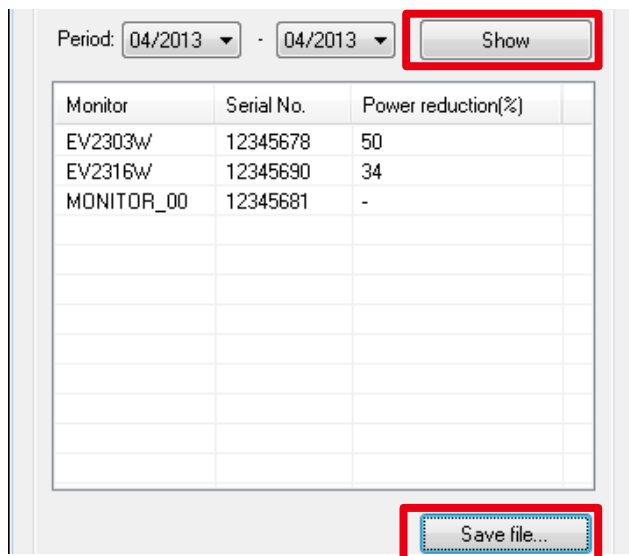 Period: 04/2013 - 04/2013 Show
Monitor Serial No. Power reduction(%)
EV2303W 12345678 50
EV2316W 12345690 34
MONITOR_00 12345681 -
Save file...